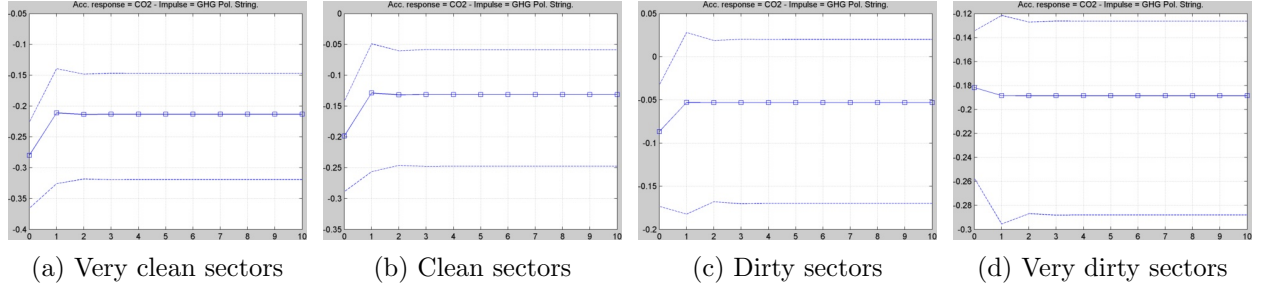 Acc. response = CO2 - Impulse = GHG Pol. String.
-0.05
-0.1
-0.15
-0.2
-0.25
-0.3
-0.35
-0.4
0 1 2 3 4 5 6 7 8 9 10
(a) Very clean sectors
Acc. response = CO2 - Impulse = GHG Pol. String.
0
-0.05
-0.1
-0.15
-0.2
-0.25
-0.3
-0.35
0 1 2 3 4 5 6 7 8 9 10
(b) Clean sectors
Acc. response = CO2 - Impulse = GHG Pol. String.
0.05
0
-0.05
-0.1
-0.15
-0.2
0 1 2 3 4 5 6 7 8 9 10
(c) Dirty sectors
Acc. response = CO2 - Impulse = GHG Pol. String.
-0.12
-0.14
-0.16
-0.18
-0.2
-0.22
-0.24
-0.26
-0.28
-0.3
0 1 2 3 4 5 6 7 8 9 10
(d) Very dirty sectors